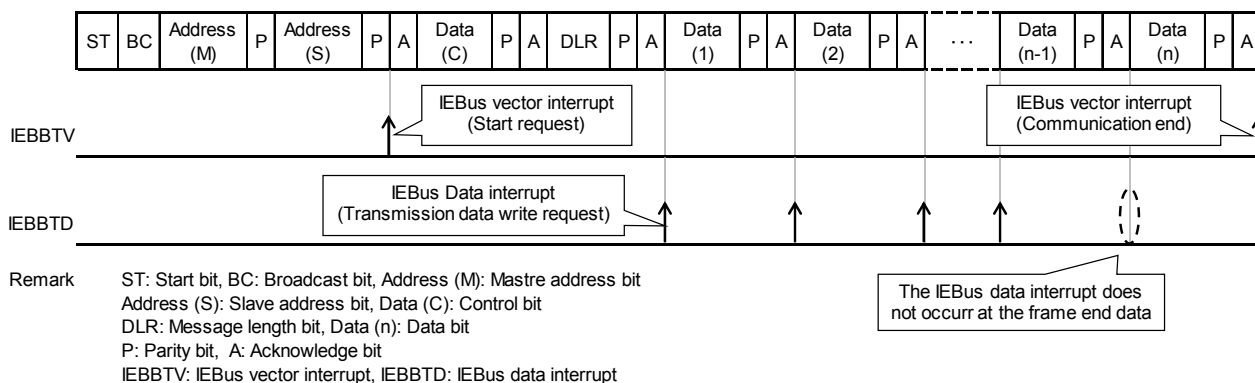 ST BC Address (M) P Address (S) P A Data (C) P A DLR P A Data (1) P A Data (2) P A ... Data (n-1) P A Data (n) P A
IEBus vector interrupt
(Start request)
IEBus vector interrupt
(Communication end)
IEBBTV
IEBus Data interrupt
(Transmission data write request)
IEBBTD
The IEBus data interrupt does
not occurr at the frame end data
Remark ST: Start bit, BC: Broadcast bit, Address (M): Mastre address bit
Address (S): Slave address bit, Data (C): Control bit
DLR: Message length bit, Data (n): Data bit
P: Parity bit, A: Acknowledge bit
IEBBTV: IEBus vector interrupt, IEBBTD: IEBus data interrupt